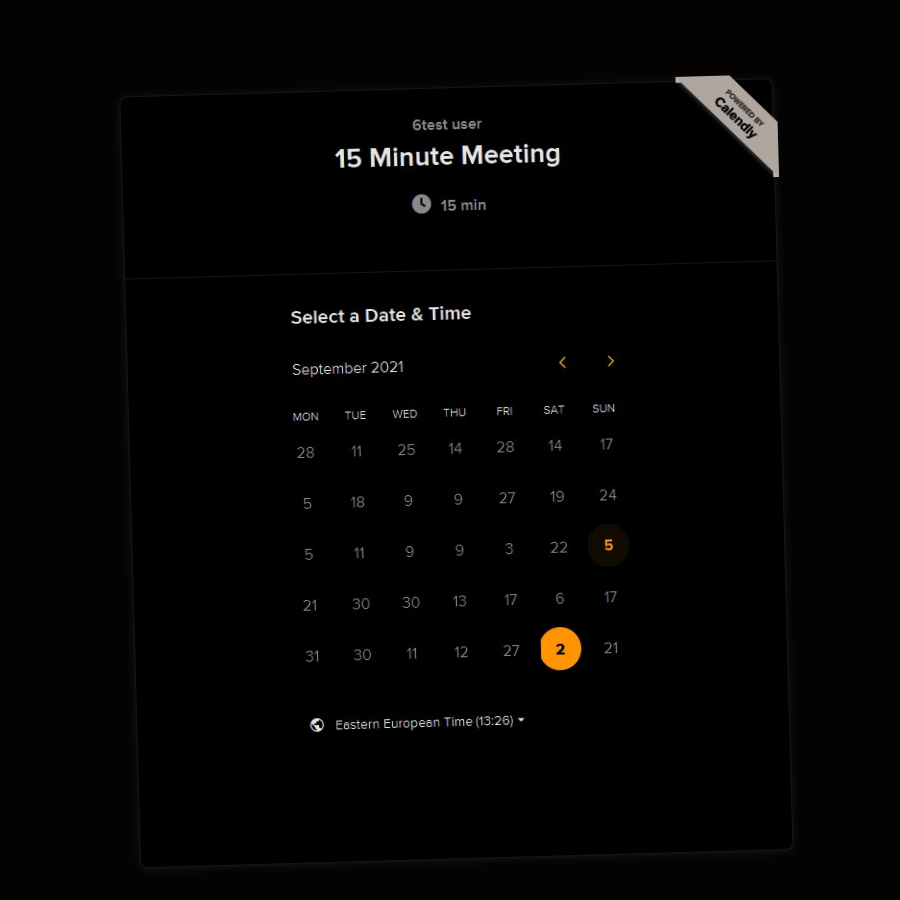 POWERED BY
Calendly
6test user
15 Minute Meeting
15 min
Select a Date & Time
September 2021
MON TUE WED THU FRI SAT SUN
28 11 25 14 28 14 17
5 18 9 9 27 19 24
5 11 9 9 3 22 5
21 30 30 13 17 6 17
31 30 11 12 27 2 21
Eastern European Time (13:26)